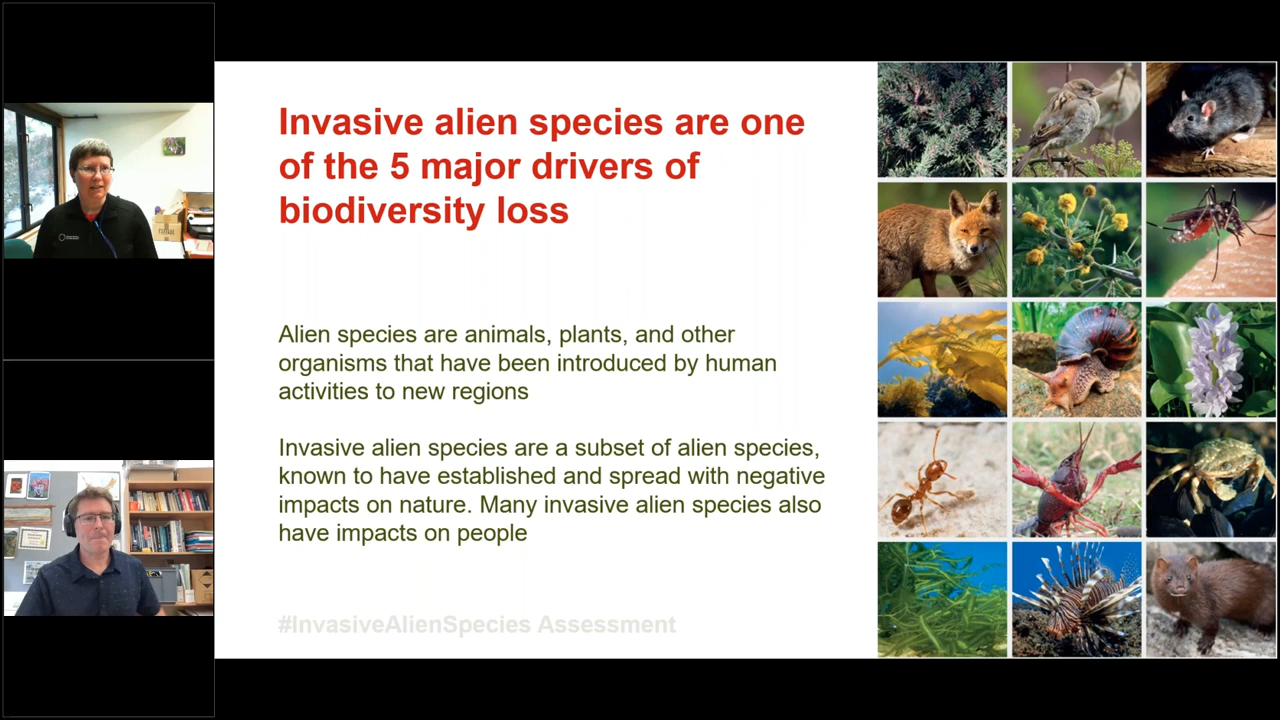 Invasive alien species are one
of the 5 major drivers of
biodiversity loss
Alien species are animals, plants, and other
organisms that have been introduced by human
activities to new regions
Invasive alien species are a subset of alien species,
known to have established and spread with negative
impacts on nature. Many invasive alien species also
have impacts on people
#InvasiveAlienSpecies Assessment